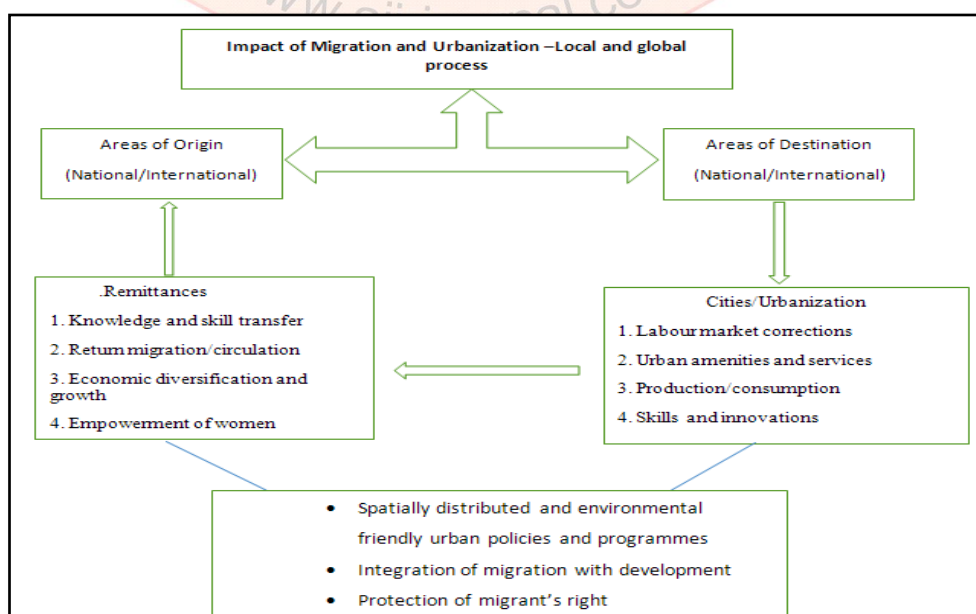 Impact of Migration and Urbanization –Local and global
process
Areas of Origin
(National/International)
Areas of Destination
(National/International)
.Remittances
1. Knowledge and skill transfer
2. Return migration/circulation
3. Economic diversification and
growth
4. Empowerment of women
Cities/Urbanization
1. Labour market corrections
2. Urban amenities and services
3. Production/consumption
4. Skills and innovations
• Spatially distributed and environmental
friendly urban policies and programmes
• Integration of migration with development
• Protection of migrant's right